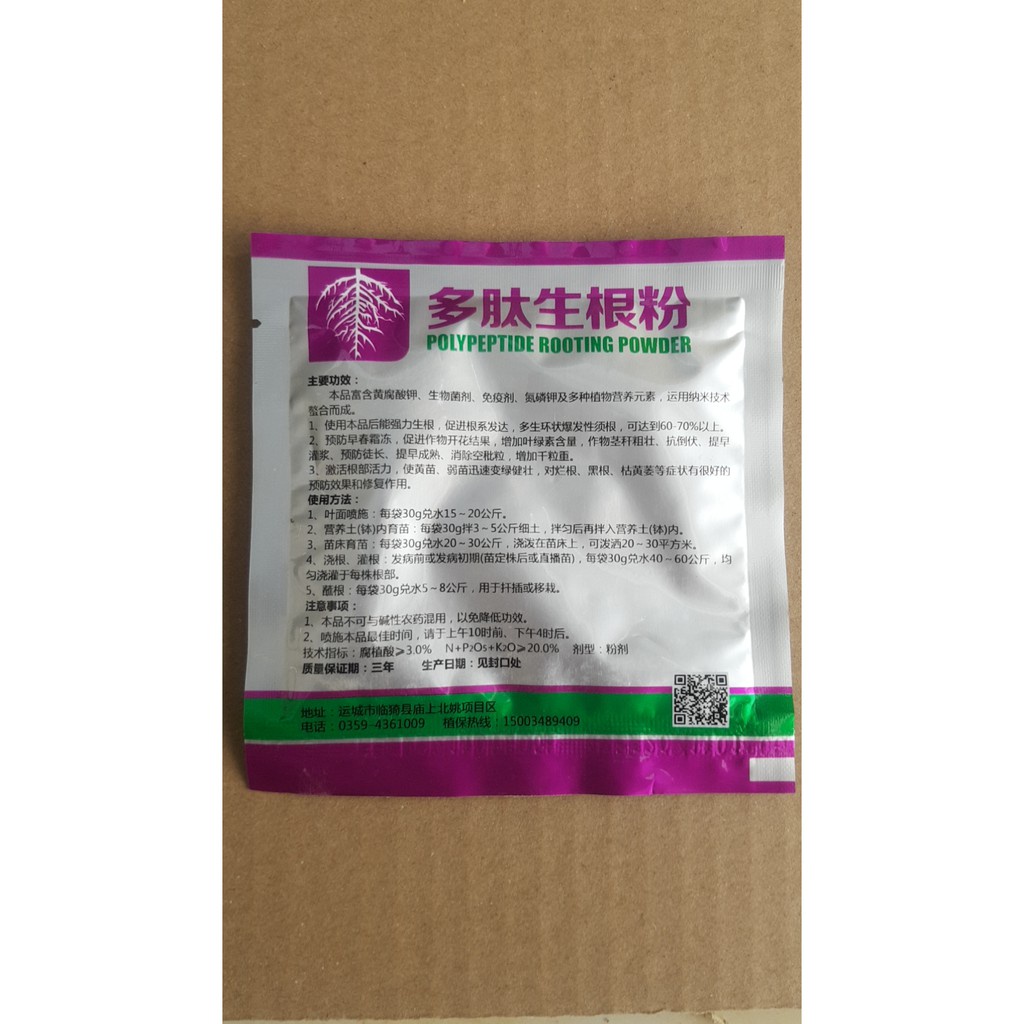 多肽生根粉
POLYPEPTIDE ROOTING POWDER
主要功效：
本品富含黄腐酸钾、生物菌剂、免疫剂、氮磷钾及多种植物营养元素，运用纳米技术
螯合而成。
1、使用本品后能强力生根，促进根系发达，多生环状爆发性须根，可达到60-70%以上。
2、预防早春霜冻，促进作物开花结果，增加叶绿素含量，作物茎秆粗壮、抗倒伏、提早
灌浆、预防徒长、提早成熟、消除空秕粒，增加千粒重。
3、激活根部活力，使黄苗、弱苗迅速变绿健壮，对烂根、黑根、枯黄萎等症状有很好的
预防效果和修复作用。
使用方法：
1、叶面喷施：每袋30g兑水15～20公斤。
2、营养土(钵)内育苗：每袋30g拌3～5公斤细土，拌匀后再拌入营养土(钵)内。
3、苗床育苗：每袋30g兑水20～30公斤，浇泼在苗床上，可泼洒20～30平方米。
4、浇根、灌根：发病前或发病初期(苗定株后或直播苗)，每袋30g兑水40～60公斤，均
匀浇灌于每株根部。
5、蘸根：每袋30g兑水5～8公斤，用于扦插或移栽。
注意事项：
1、本品不可与碱性农药混用，以免降低功效。
2、喷施本品最佳时间，请于上午10时前、下午4时后。
技术指标：腐植酸≥3.0% N+P₂O₅+K₂O≥20.0% 剂型：粉剂
质量保证期：三年 生产日期：见封口处
地址：运城市临猗县庙上北姚项目区
电话：0359-4361009 植保热线：15003489409